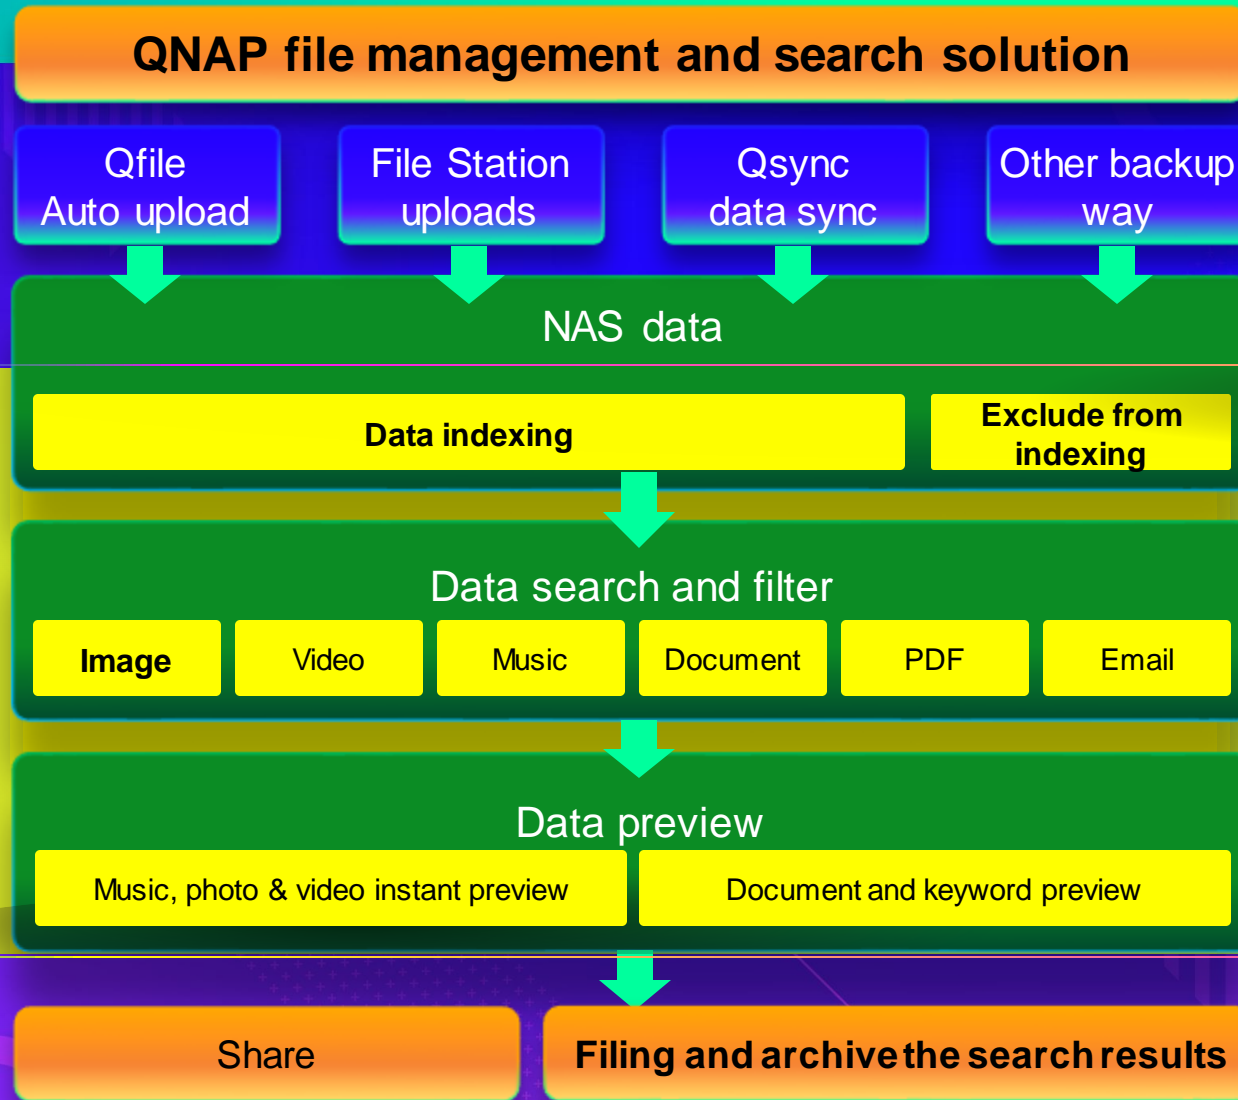 QNAP file management and search solution
Qfile
Auto upload
File Station
uploads
Qsync
data sync
Other backup
way
NAS data
Data indexing
Exclude from
indexing
Data search and filter
Image
Video
Music
Document
PDF
Email
Data preview
Music, photo & video instant preview
Document and keyword preview
Share
Filing and archive the search results